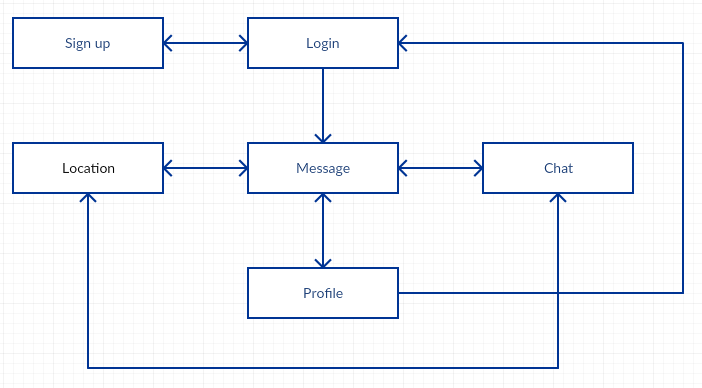 Sign up
Login
Location
Message
Chat
Profile